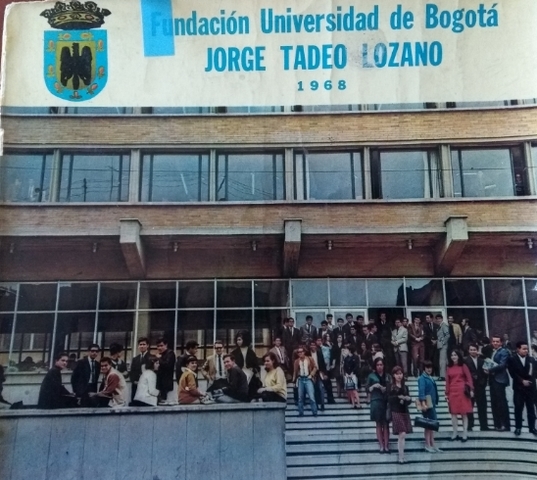 Fundación Universidad de Bogotá
JORGE TADEO LOZANO
1968